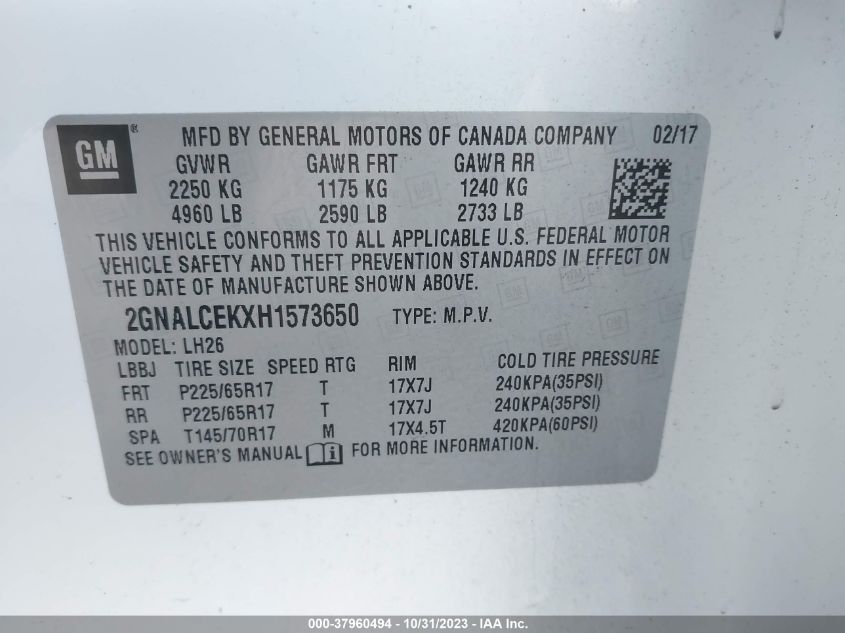 GM ® MFD BY GENERAL MOTORS OF CANADA COMPANY 02/17
GVWR GAWR FRT GAWR RR
2250 KG 1175 KG 1240 KG
4960 LB 2590 LB 2733 LB
THIS VEHICLE CONFORMS TO ALL APPLICABLE U.S. FEDERAL MOTOR
VEHICLE SAFETY AND THEFT PREVENTION STANDARDS IN EFFECT ON
THE DATE OF MANUFACTURE SHOWN ABOVE.
2GNALCEKXH1573650 TYPE: M.P.V.
MODEL: LH26
LBBJ TIRE SIZE SPEED RTG RIM COLD TIRE PRESSURE
FRT P225/65R17 T 17X7J 240KPA(35PSI)
RR P225/65R17 T 17X7J 240KPA(35PSI)
SPA T145/70R17 M 17X4.5T 420KPA(60PSI)
SEE OWNER'S MANUAL i FOR MORE INFORMATION.
000-37960494 - 10/31/2023 - IAA Inc.